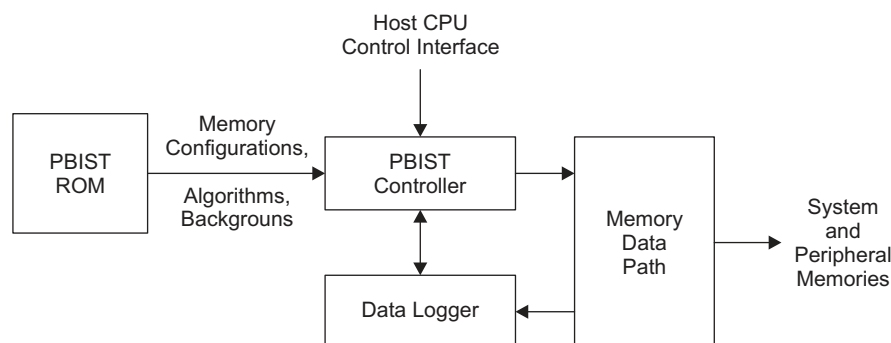 Host CPU
Control Interface
PBIST
ROM
Memory
Configurations,
Algorithms,
Backgrouns
PBIST
Controller
Memory
Data
Path
System
and
Peripheral
Memories
Data Logger